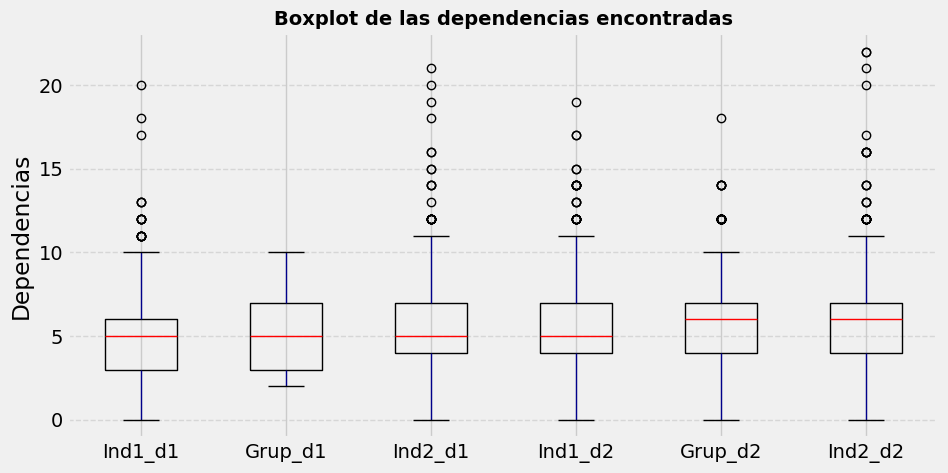 Boxplot de las dependencias encontradas
Dependencias
20
15
10
5
0
Ind1_d1 Grup_d1 Ind2_d1 Ind1_d2 Grup_d2 Ind2_d2